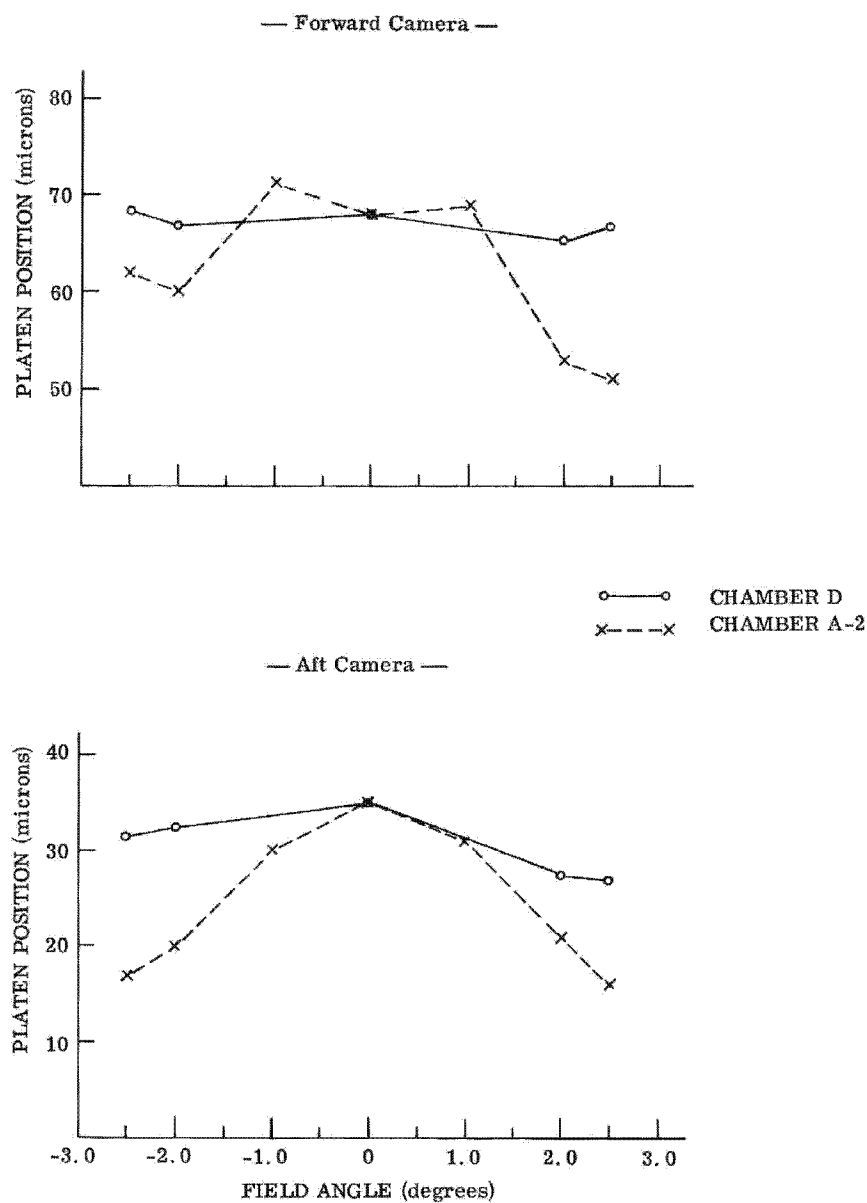 — Forward Camera —
PLATEN POSITION (microns)
80
70
60
50
CHAMBER D
CHAMBER A-2
— Aft Camera —
PLATEN POSITION (microns)
40
30
20
10
-3.0 -2.0 -1.0 0 1.0 2.0 3.0
FIELD ANGLE (degrees)